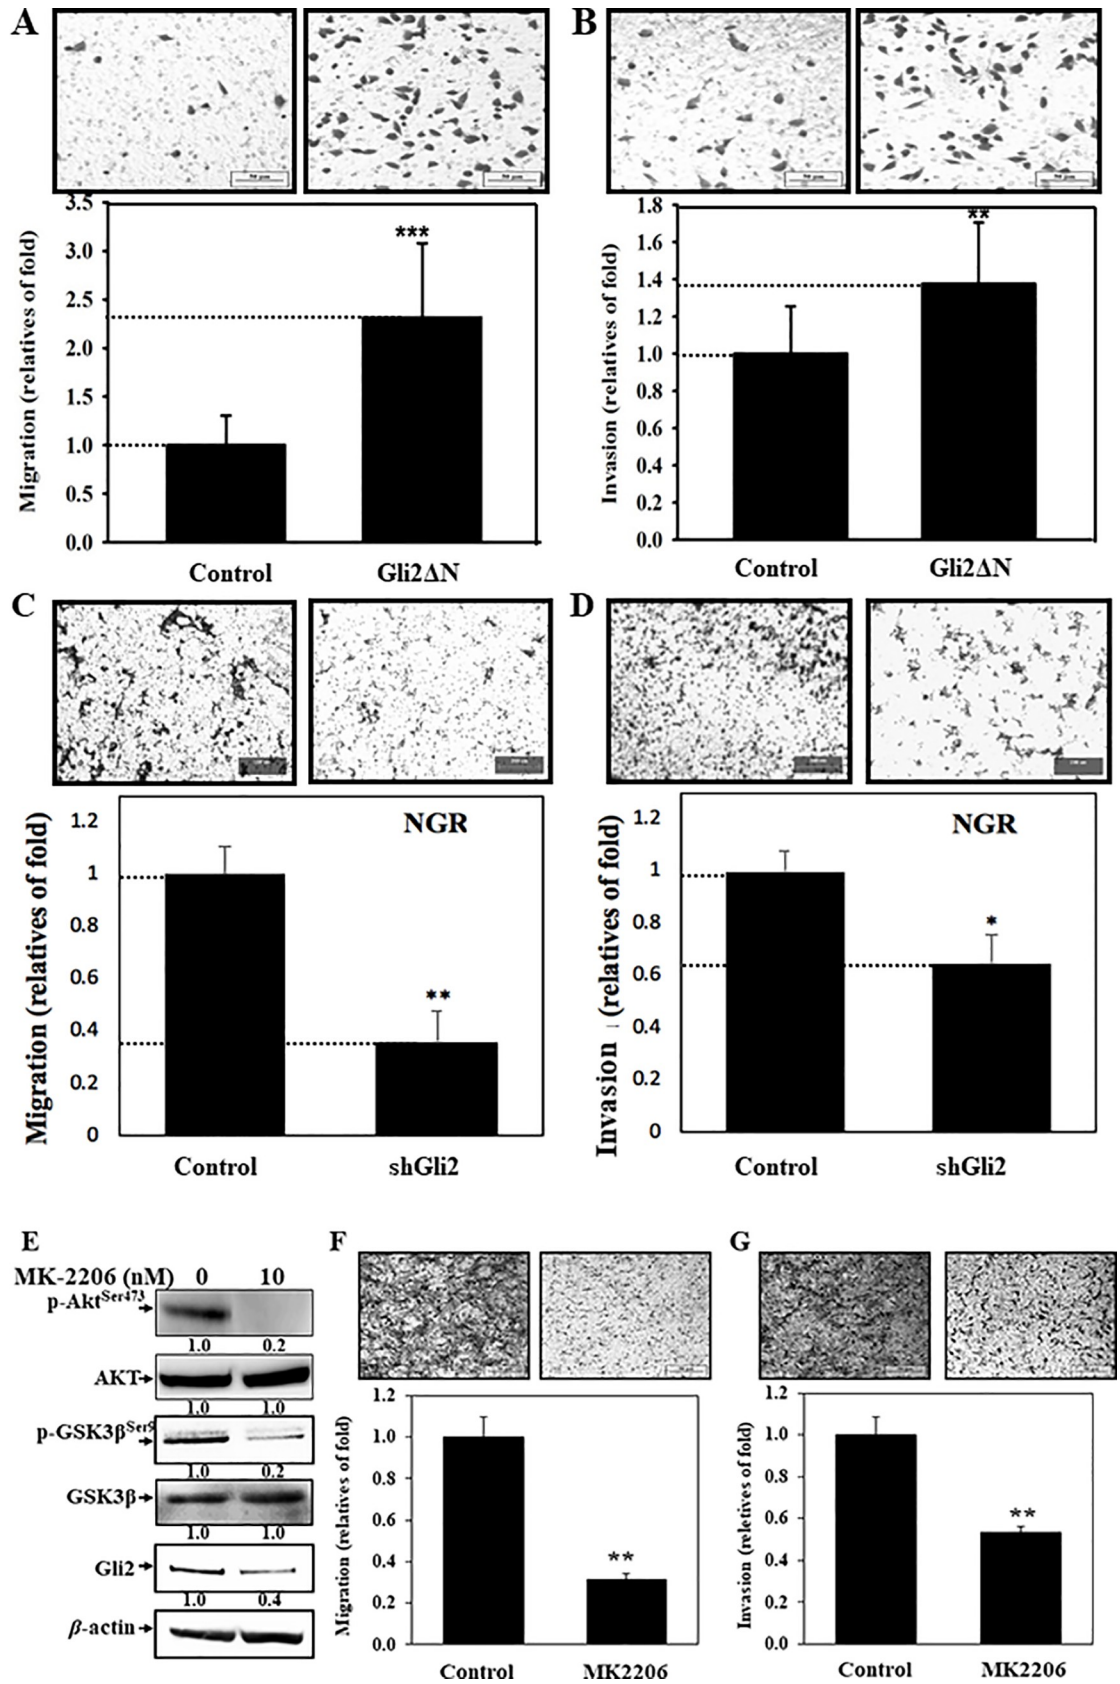 A
B
50 μm
50 μm
50 μm
50 μm
Migration (relatives of fold)
3.5
3.0
2.5
2.0
1.5
1.0
0.5
0.0
***
Control
Gli2ΔN
Invasion (relatives of fold)
1.8
1.6
1.4
1.2
1.0
0.8
0.6
0.4
0.2
0.0
**
Control
Gli2ΔN
C
D
Migration (relatives of fold)
1.2
1
0.8
0.6
0.4
0.2
0
NGR
**
Control
shGli2
Invasion (relatives of fold)
1.2
1
0.8
0.6
0.4
0.2
0
NGR
*
Control
shGli2
E
MK-2206 (nM) 0 10
p-AktSer473
1.0 0.2
AKT
1.0 1.0
p-GSK3βSer9
1.0 0.2
GSK3β
1.0 1.0
Gli2
1.0 0.4
β-actin
F
Migration (relatives of fold)
1.2
1.0
0.8
0.6
0.4
0.2
0.0
**
Control
MK2206
G
Invasion (reletives of fold)
1.2
1.0
0.8
0.6
0.4
0.2
0.0
**
Control
MK2206